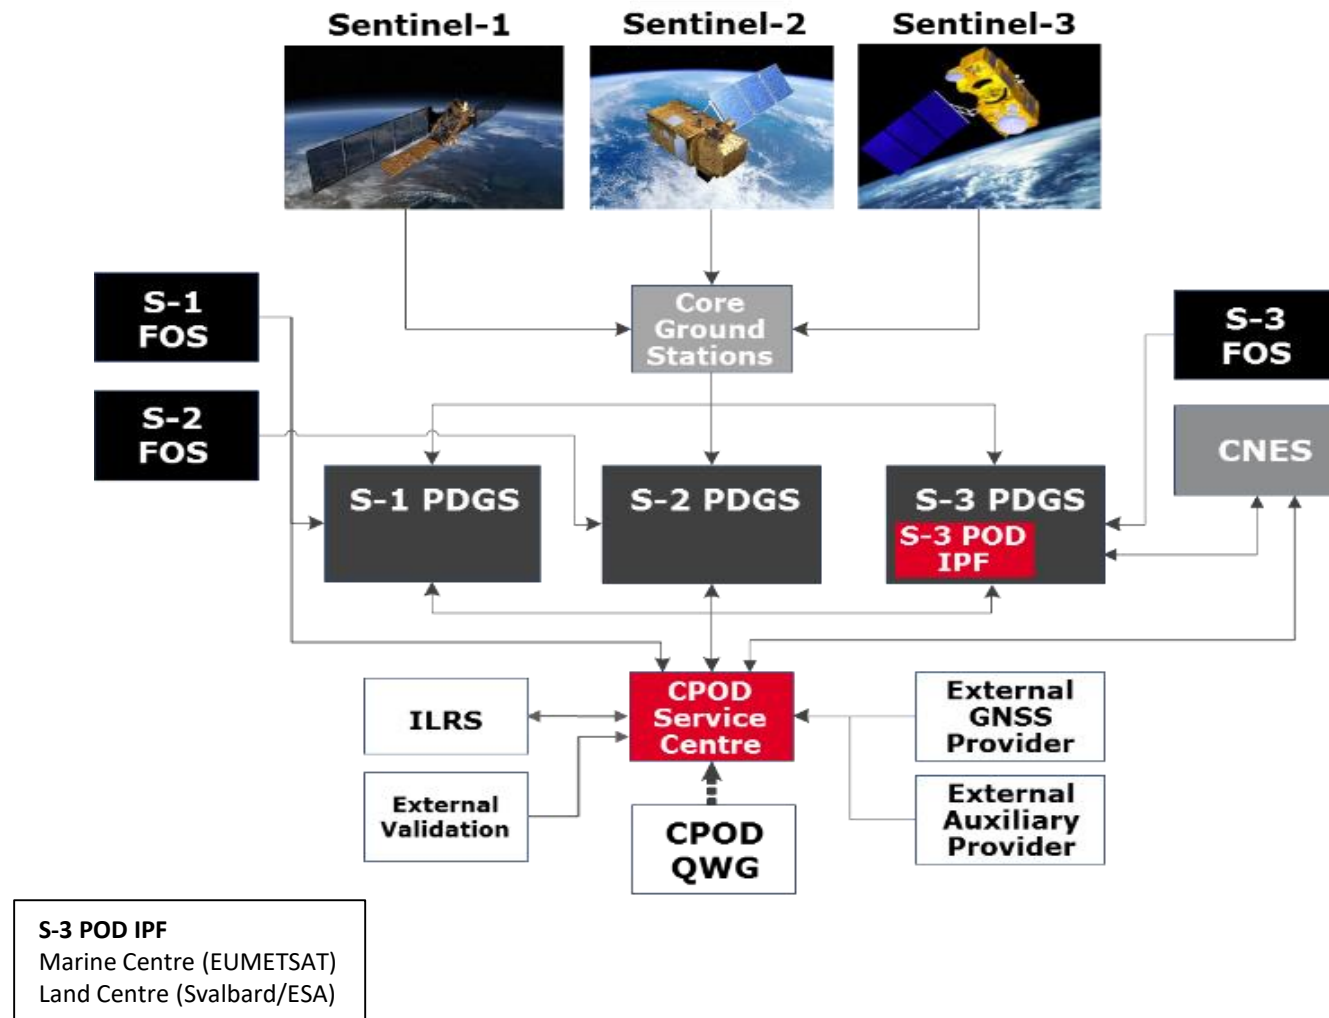 Sentinel-1
Sentinel-2
Sentinel-3
Core
Ground
Stations
S-1
FOS
S-2
FOS
S-3
FOS
CNES
S-1 PDGS
S-2 PDGS
S-3 PDGS
S-3 POD
IPF
CPOD
Service
Centre
ILRS
External
Validation
CPOD
QWG
External
GNSS
Provider
External
Auxiliary
Provider
S-3 POD IPF
Marine Centre (EUMETSAT)
Land Centre (Svalbard/ESA)